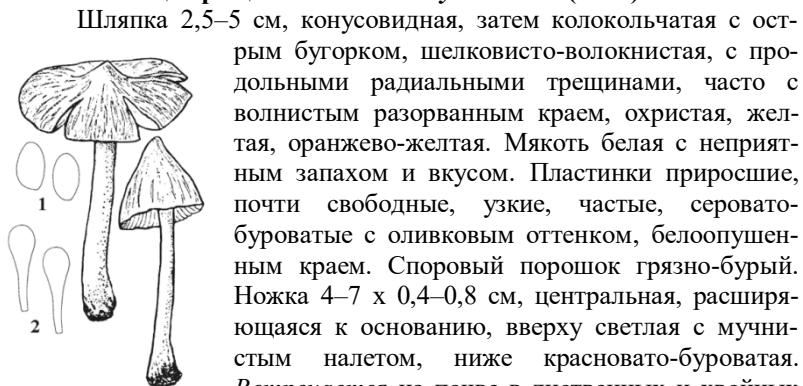 Шляпка 2,5–5 см, конусовидная, затем колокольчатая с ост-
рым бугорком, шелковисто-волокнистая, с про-
дольными радиальными трещинами, часто с
волнистым разорванным краем, охристая, жел-
тая, оранжево-желтая. Мякоть белая с неприят-
ным запахом и вкусом. Пластинки приросшие,
почти свободные, узкие, частые, серовато-
буроватые с оливковым оттенком, белоопушен-
ным краем. Споровый порошок грязно-бурый.
Ножка 4–7 х 0,4–0,8 см, центральная, расширя-
ющаяся к основанию, вверху светлая с мучни-
стым налетом, ниже красновато-буроватая.
1
2